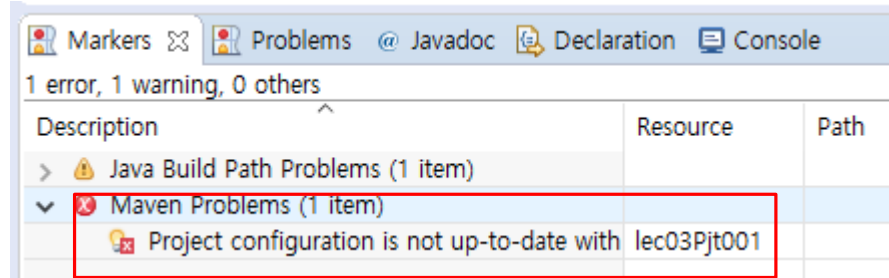 Markers Problems @ Javadoc Declaration Console
1 error, 1 warning, 0 others
Description Resource Path
Java Build Path Problems (1 item)
Maven Problems (1 item)
Project configuration is not up-to-date with lec03Pjt001